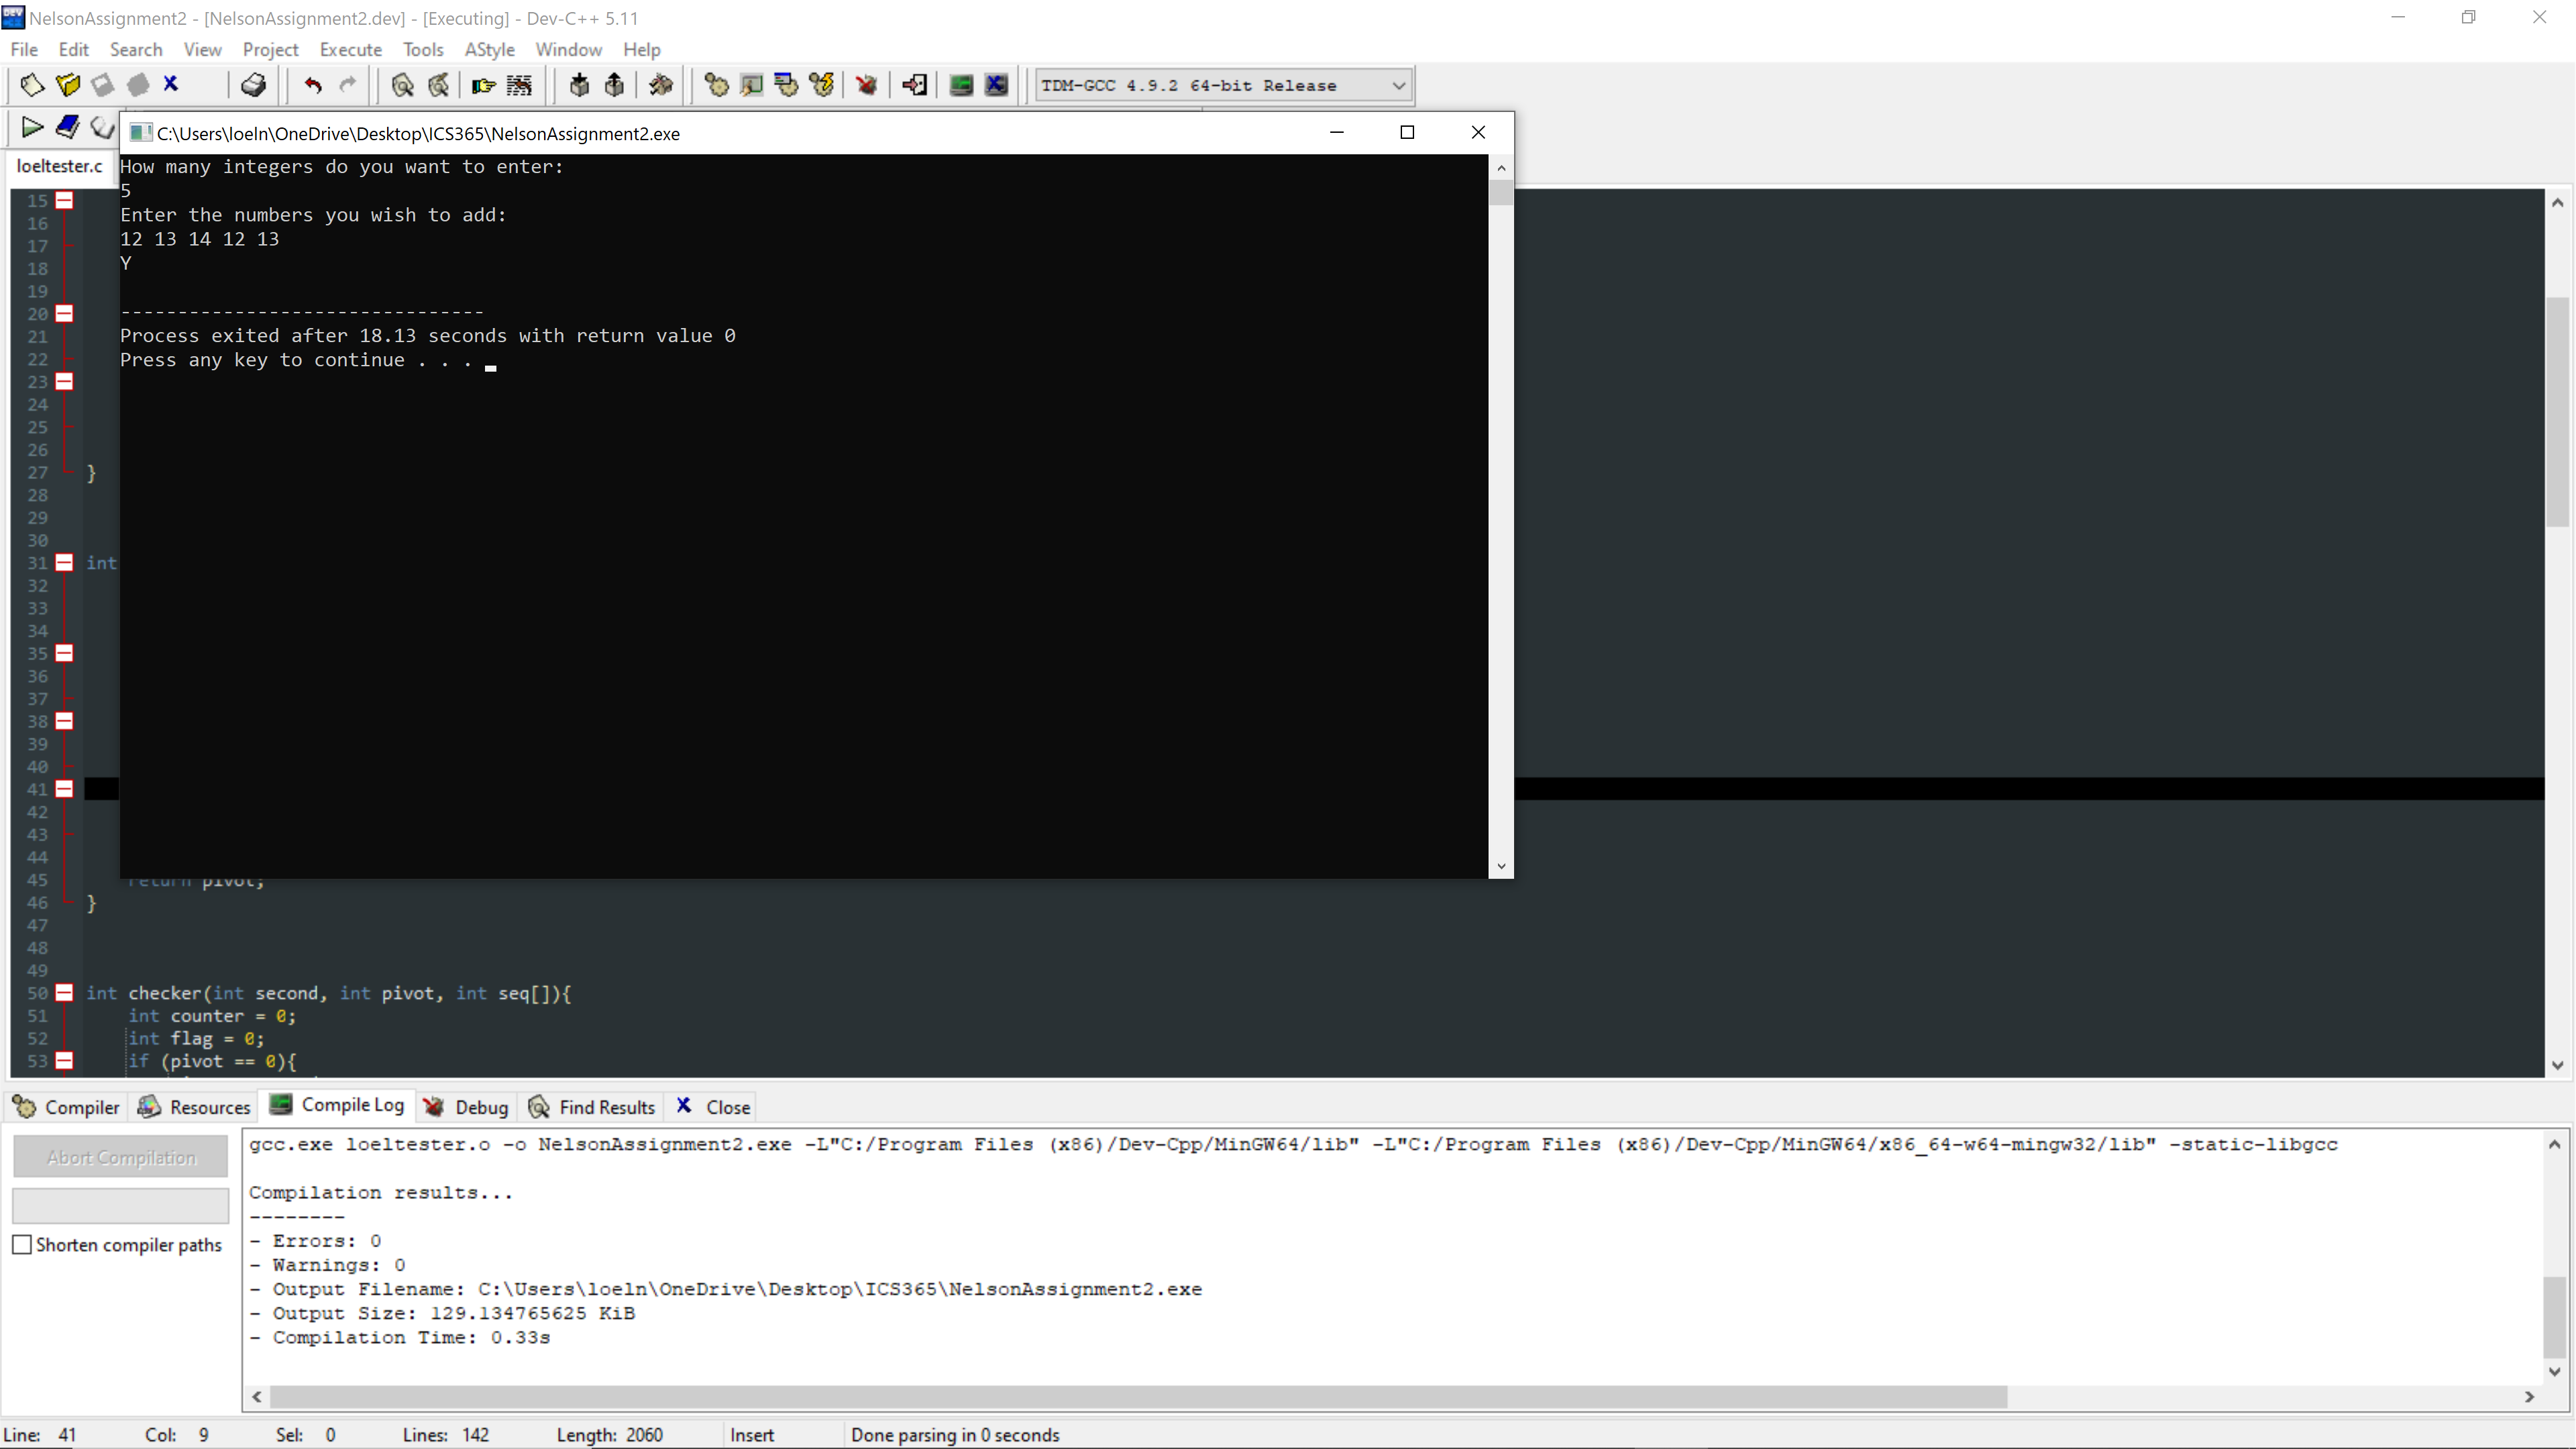 NelsonAssignment2 - [NelsonAssignment2.dev] - [Executing] - Dev-C++ 5.11
File Edit Search View Project Execute Tools AStyle Window Help
TDM-GCC 4.9.2 64-bit Release
C:\Users\loeln\OneDrive\Desktop\ICS365\NelsonAssignment2.exe
loeltester.c
How many integers do you want to enter:
5
Enter the numbers you wish to add:
12 13 14 12 13
Y
--------------------------------
Process exited after 18.13 seconds with return value 0
Press any key to continue . . .
15
16
17
18
19
20
21
22
23
24
25
26
27 }
28
29
30
31 int
32
33
34
35
36
37
38
39
40
41
42
43
44
45 return pivot;
46 }
47
48
49
50 int checker(int second, int pivot, int seq[]){
51 int counter = 0;
52 int flag = 0;
53 if (pivot == 0){
Compiler Resources Compile Log Debug Find Results Close
Abort Compilation
Shorten compiler paths
gcc.exe loeltester.o -o NelsonAssignment2.exe -L"C:/Program Files (x86)/Dev-Cpp/MinGW64/lib" -L"C:/Program Files (x86)/Dev-Cpp/MinGW64/x86_64-w64-mingw32/lib" -static-libgcc
Compilation results...
--------
- Errors: 0
- Warnings: 0
- Output Filename: C:\Users\loeln\OneDrive\Desktop\ICS365\NelsonAssignment2.exe
- Output Size: 129.134765625 KiB
- Compilation Time: 0.33s
Line: 41 Col: 9 Sel: 0 Lines: 142 Length: 2060 Insert Done parsing in 0 seconds